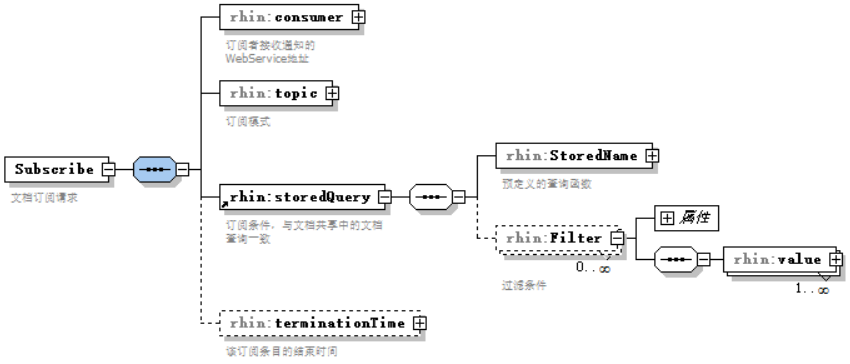 rhin:consumer
订阅者接收通知的
WebService地址
rhin:topic
订阅模式
Subscribe
文档订阅请求
rhin:storedQuery
订阅条件，与文档共享中的文档
查询一致
rhin:StoredName
预定义的查询函数
rhin:Filter
0..∞
过滤条件
属性
rhin:value
1..∞
rhin:terminationTime
该订阅条目的结束时间